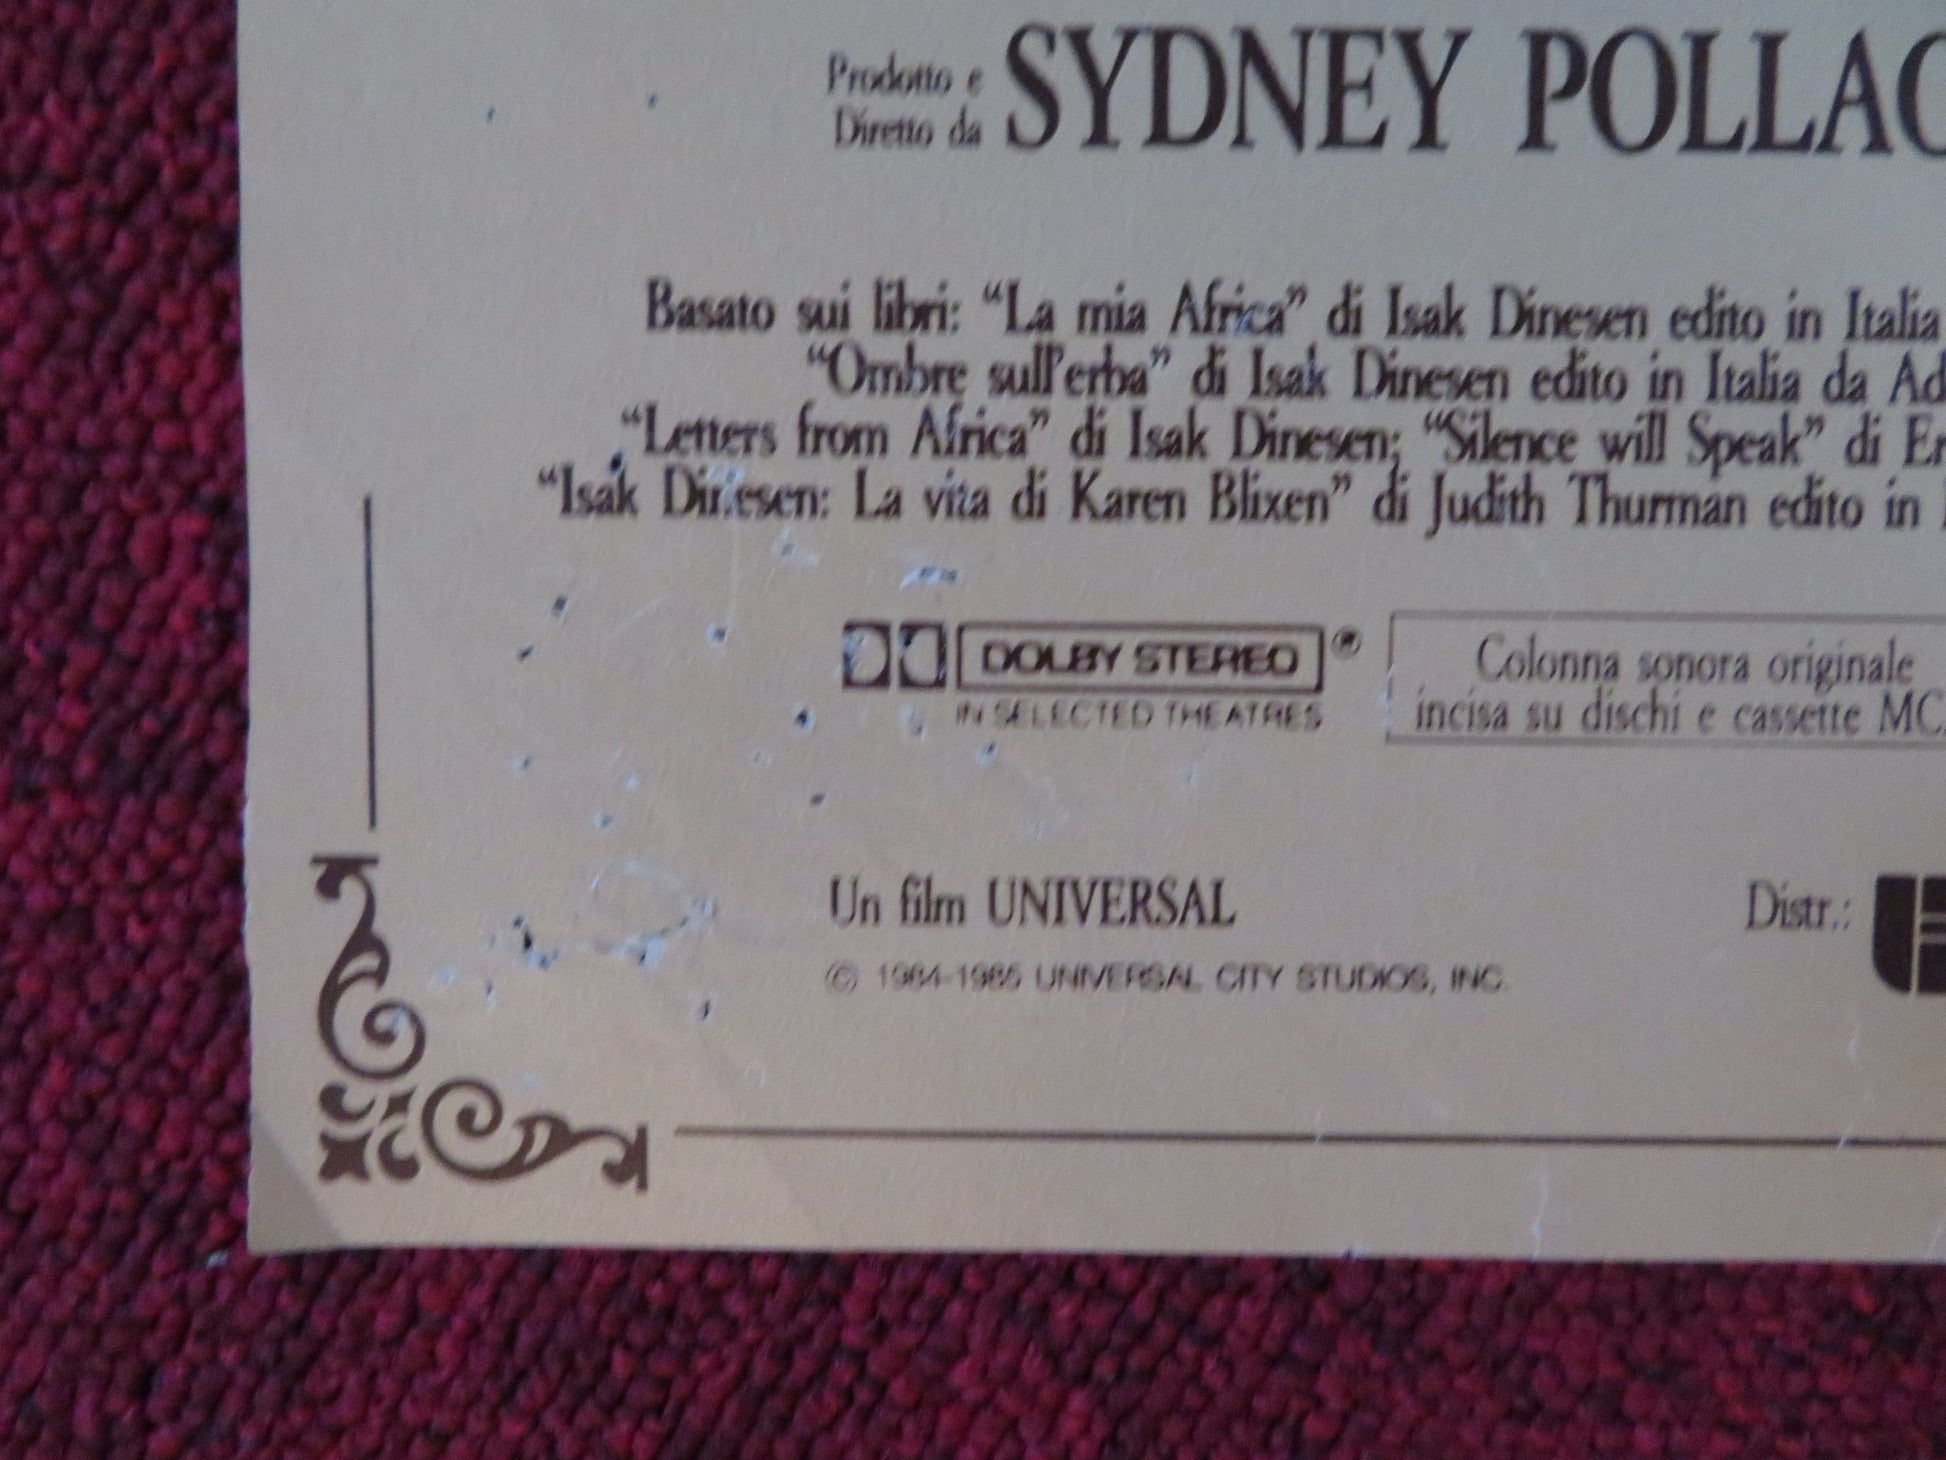 Prodotto e
Diretto da SYDNEY POLLAC
Basato sui libri: “La mia Africa” di Isak Dinesen edito in Italia
“Ombre sull'erba” di Isak Dinesen edito in Italia da Ad
“Letters from Africa” di Isak Dinesen; “Silence will Speak” di Er
“Isak Dinesen: La vita di Karen Blixen” di Judith Thurman edito in
DOLBY STEREO ®
IN SELECTED THEATRES
Colonna sonora originale
incisa su dischi e cassette MC
Un film UNIVERSAL
Distr.:
© 1984-1985 UNIVERSAL CITY STUDIOS, INC.